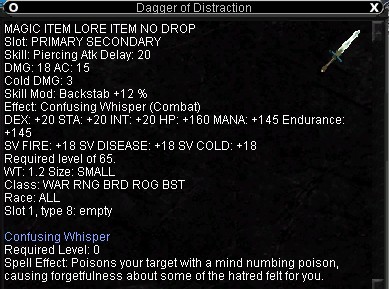 Dagger of Distraction
MAGIC ITEM LORE ITEM NO DROP
Slot: PRIMARY SECONDARY
Skill: Piercing Atk Delay: 20
DMG: 18 AC: 15
Cold DMG: 3
Skill Mod: Backstab +12 %
Effect: Confusing Whisper (Combat)
DEX: +20 STA: +20 INT: +20 HP: +160 MANA: +145 Endurance:
+145
SV FIRE: +18 SV DISEASE: +18 SV COLD: +18
Required level of 65.
WT: 1.2 Size: SMALL
Class: WAR RNG BRD ROG BST
Race: ALL
Slot 1, type 8: empty
Confusing Whisper
Required Level: 0
Spell Effect: Poisons your target with a mind numbing poison,
causing forgetfulness about some of the hatred felt for you.